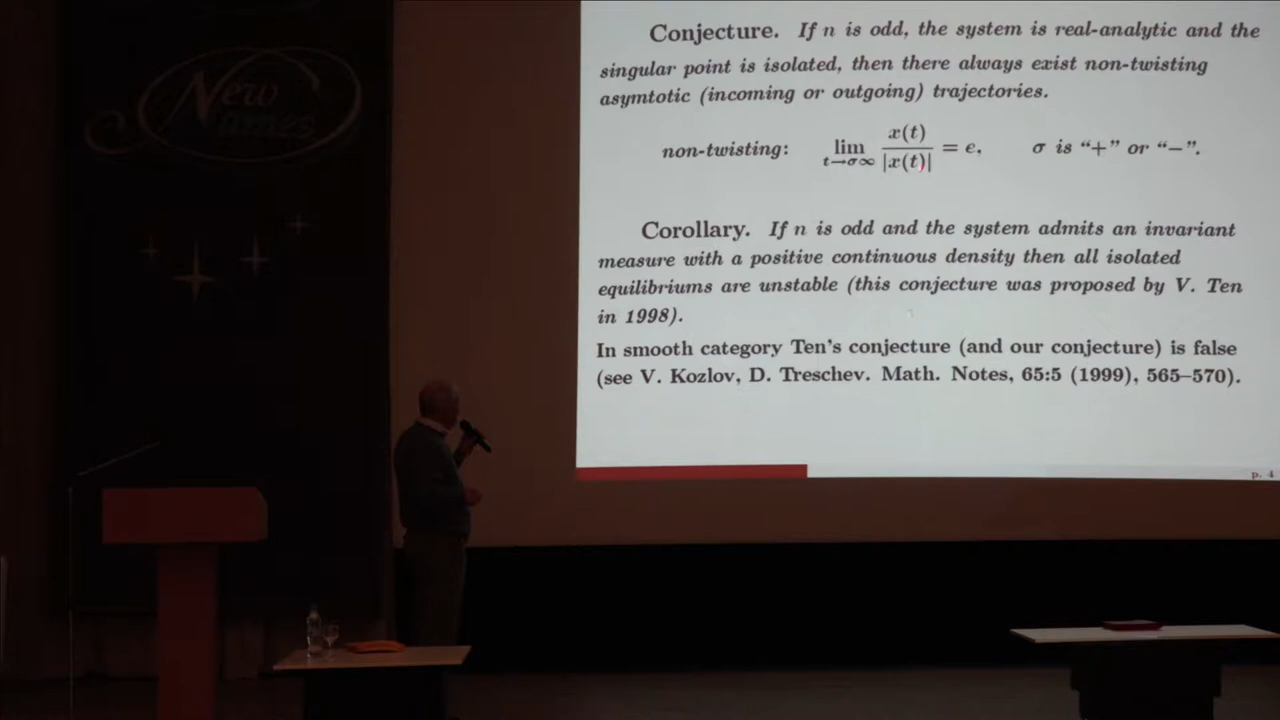 New
Names
Conjecture. If n is odd, the system is real-analytic and the
singular point is isolated, then there always exist non-twisting
asymtotic (incoming or outgoing) trajectories.
non-twisting: lim t→σ∞ x(t)/|x(t)| = e, σ is “+” or “−”.
Corollary. If n is odd and the system admits an invariant
measure with a positive continuous density then all isolated
equilibriums are unstable (this conjecture was proposed by V. Ten
in 1998).
In smooth category Ten's conjecture (and our conjecture) is false
(see V. Kozlov, D. Treschev. Math. Notes, 65:5 (1999), 565–570).
p. 4